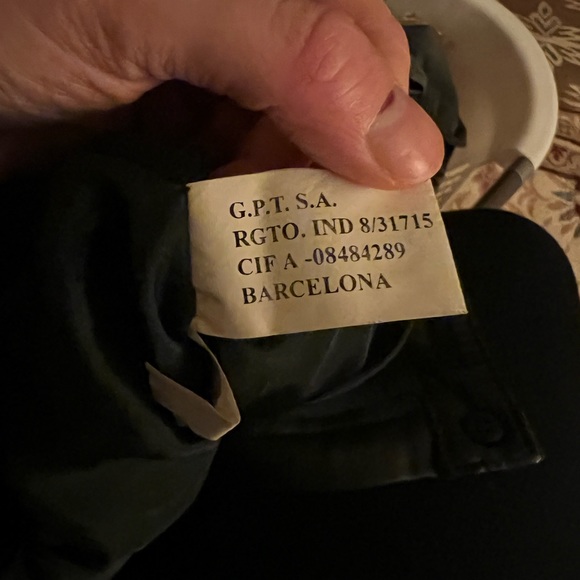 G.P.T. S.A.
RGTO. IND 8/31715
CIF A -08484289
BARCELONA